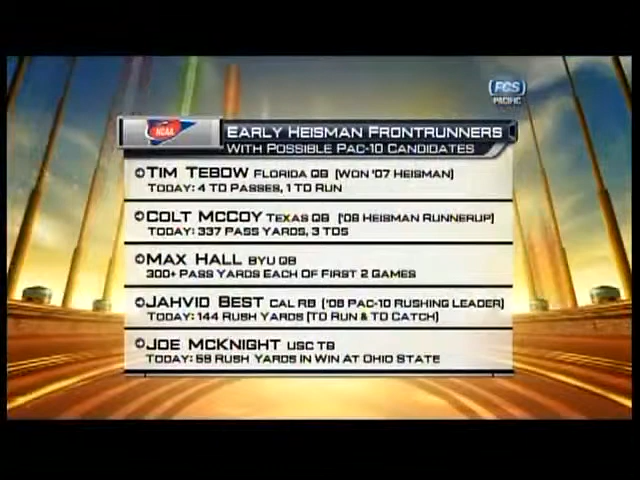 FCS
PACIFIC
NCAA
EARLY HEISMAN FRONTRUNNERS
WITH POSSIBLE PAC-10 CANDIDATES
TIM TEBOW FLORIDA QB (WON '07 HEISMAN)
TODAY: 4 TD PASSES, 1 TD RUN
COLT MCCOY TEXAS QB ('08 HEISMAN RUNNERUP)
TODAY: 337 PASS YARDS, 3 TDS
MAX HALL BYU QB
300+ PASS YARDS EACH OF FIRST 2 GAMES
JAHVID BEST CAL RB ('08 PAC-10 RUSHING LEADER)
TODAY: 144 RUSH YARDS (TD RUN & TD CATCH)
JOE MCKNIGHT USC TB
TODAY: 59 RUSH YARDS IN WIN AT OHIO STATE